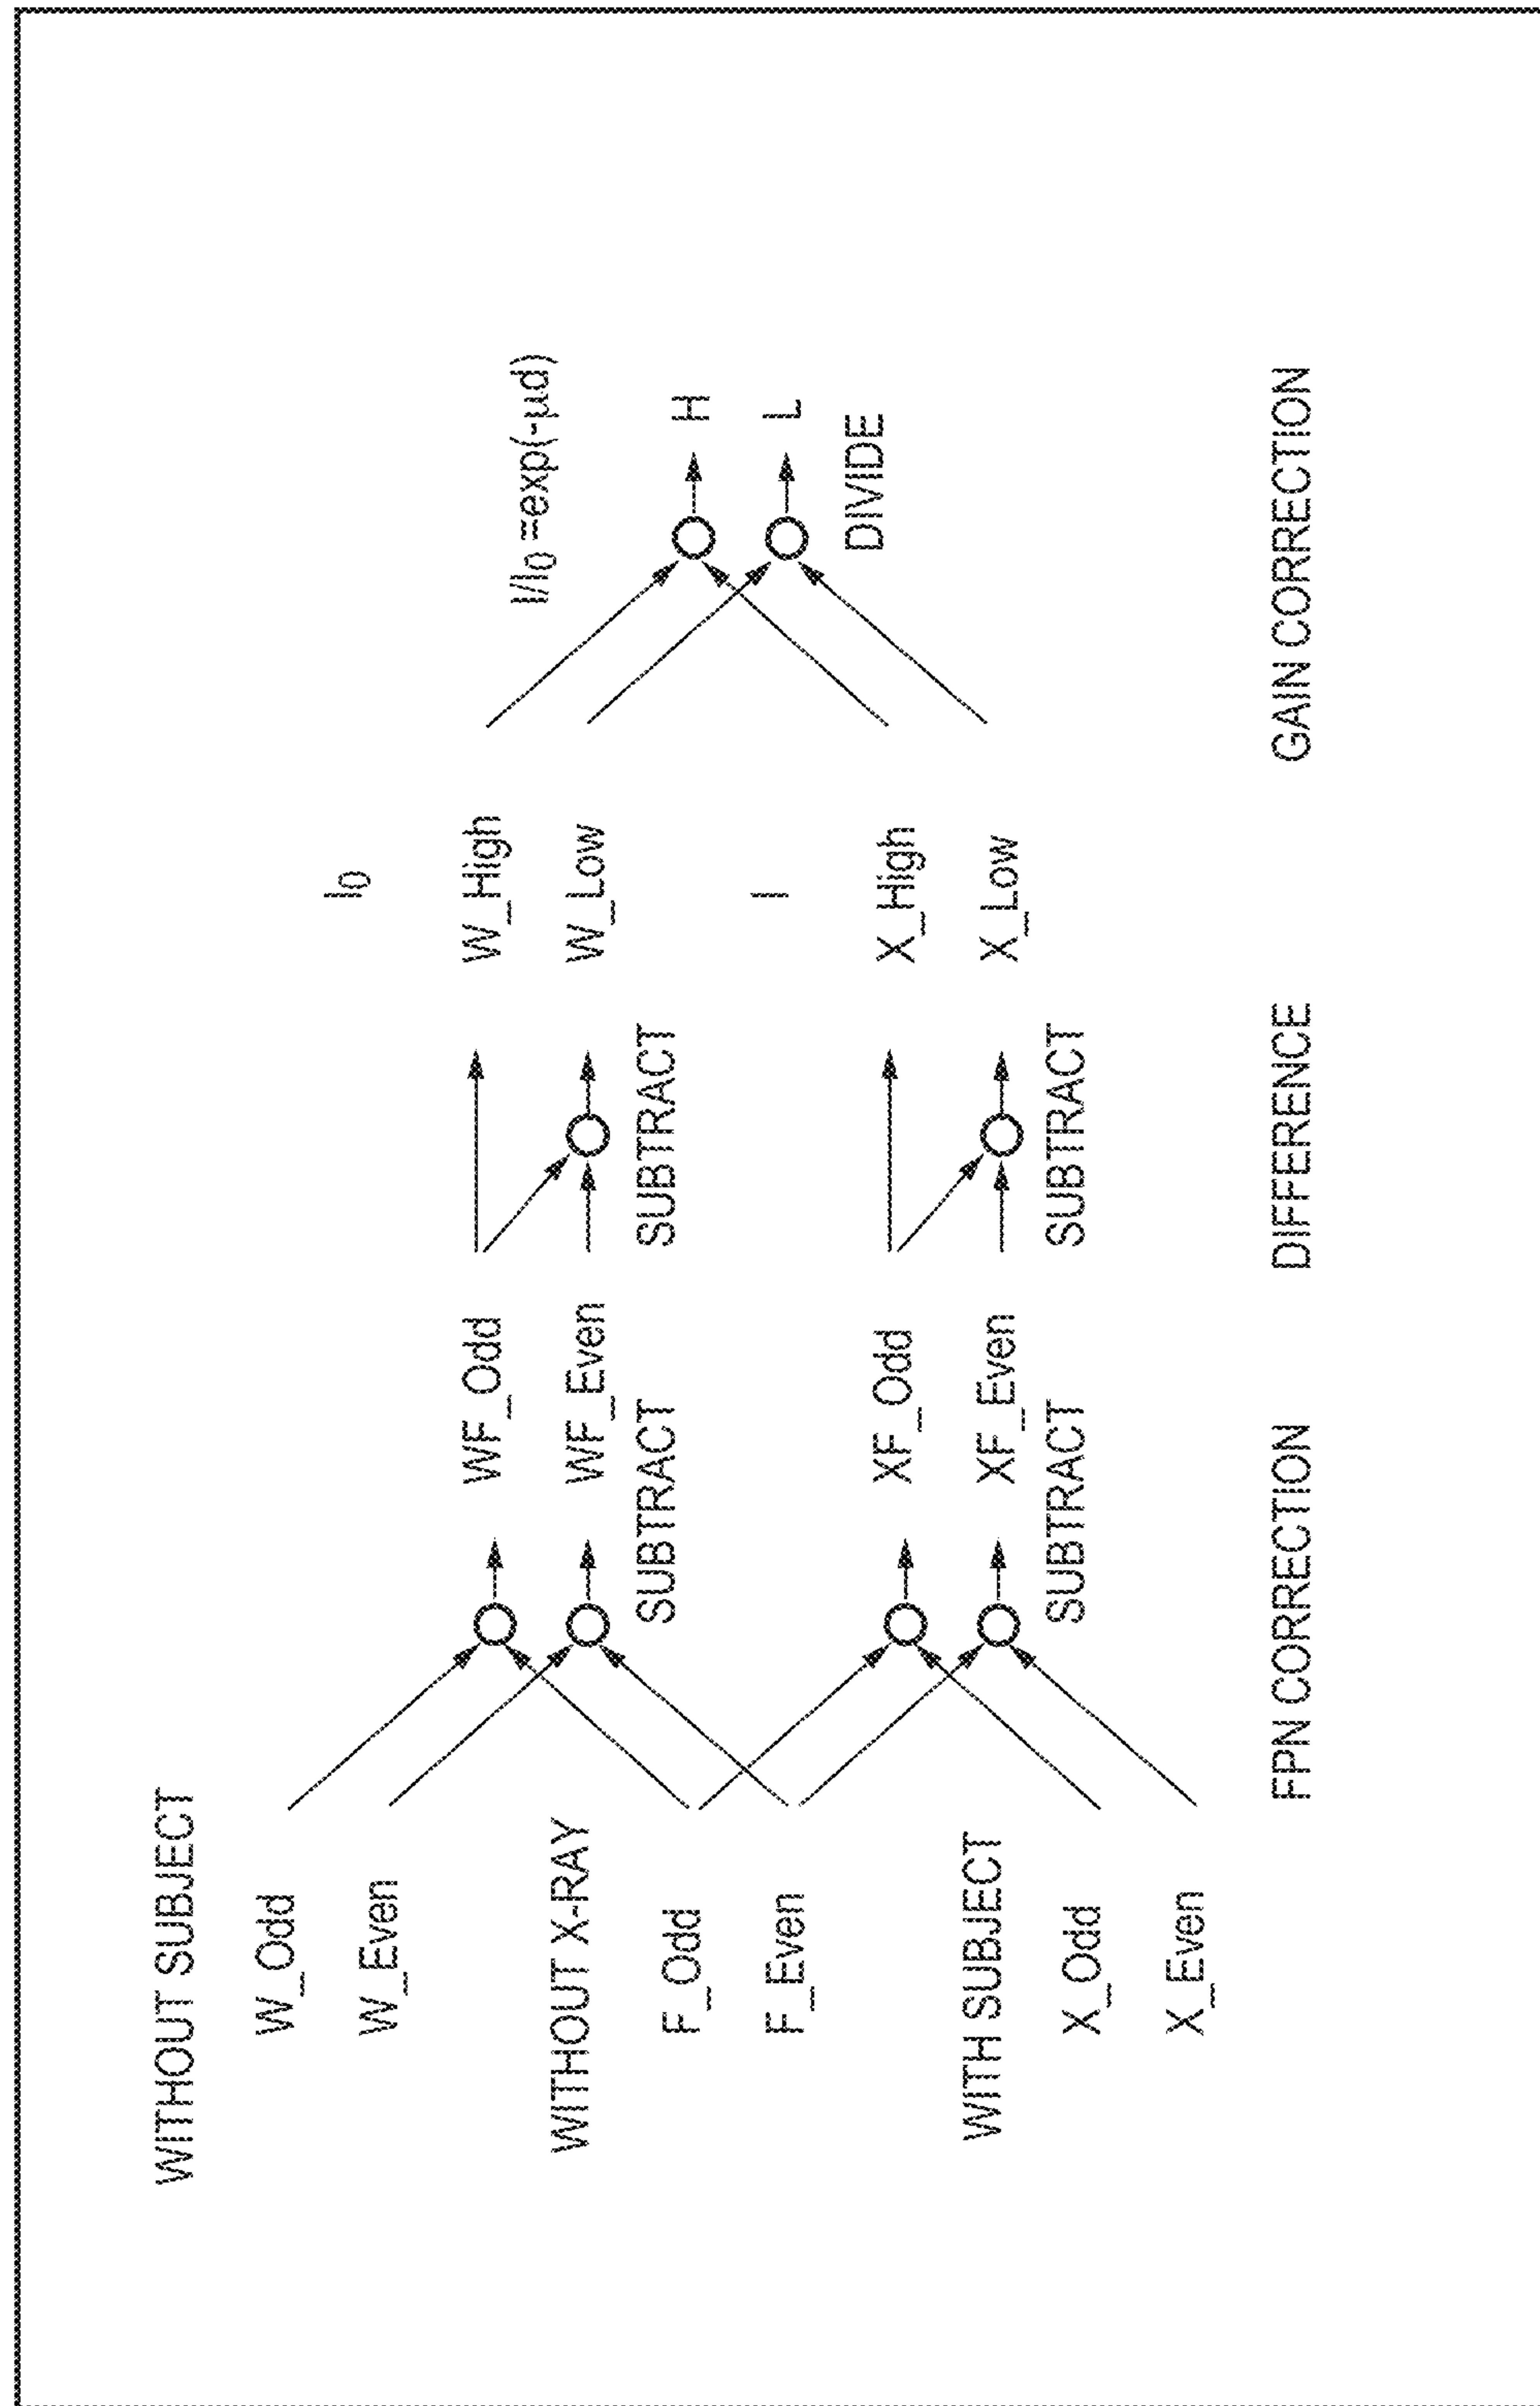 WITHOUT SUBJECT
W_Odd
W_Even
WITHOUT X-RAY
F_Odd
F_Even
WITH SUBJECT
X_Odd
X_Even
FPN CORRECTION
WF_Odd
WF_Even
SUBTRACT
XF_Odd
XF_Even
SUBTRACT
SUBTRACT
SUBTRACT
DIFFERENCE
I0
W_High
W_Low
I
X_High
X_Low
I/I0 =exp(-μd)
H
L
DIVIDE
GAIN CORRECTION